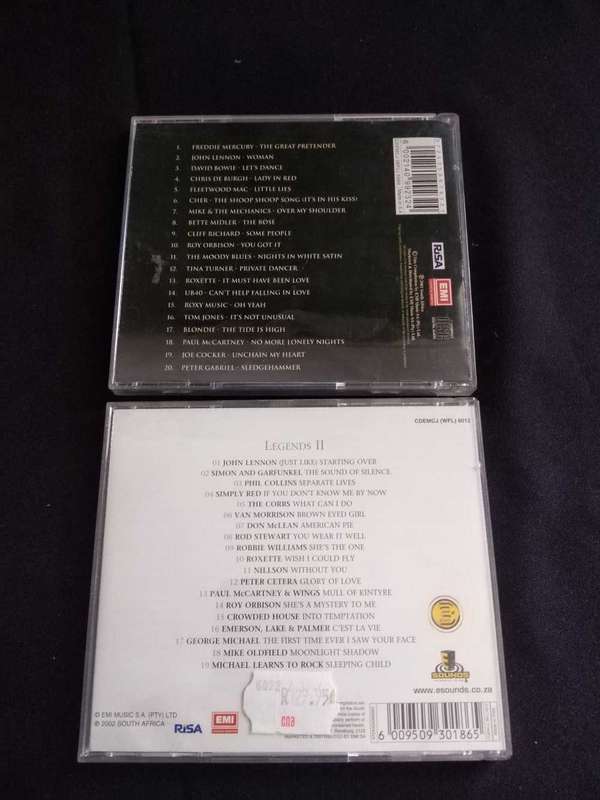 1. FREDDIE MERCURY · THE GREAT PRETENDER
2. JOHN LENNON · WOMAN
3. DAVID BOWIE · LET'S DANCE
4. CHRIS DE BURGH · LADY IN RED
5. FLEETWOOD MAC · LITTLE LIES
6. CHER · THE SHOOP SHOOP SONG (IT'S IN HIS KISS)
7. MIKE & THE MECHANICS · OVER MY SHOULDER
8. BETTE MIDLER · THE ROSE
9. CLIFF RICHARD · SOME PEOPLE
10. ROY ORBISON · YOU GOT IT
11. THE MOODY BLUES · NIGHTS IN WHITE SATIN
12. TINA TURNER · PRIVATE DANCER
13. ROXETTE · IT MUST HAVE BEEN LOVE
14. UB40 · CAN'T HELP FALLING IN LOVE
15. ROXY MUSIC · OH YEAH
16. TOM JONES · IT'S NOT UNUSUAL
17. BLONDIE · THE TIDE IS HIGH
18. PAUL McCARTNEY · NO MORE LONELY NIGHTS
19. JOE COCKER · UNCHAIN MY HEART
20. PETER GABRIEL · SLEDGEHAMMER
RiSA
EMI
CDEMCJ (WFL) 6012
LEGENDS II
01 JOHN LENNON (JUST LIKE) STARTING OVER
02 SIMON AND GARFUNKEL THE SOUND OF SILENCE
03 PHIL COLLINS SEPARATE LIVES
04 SIMPLY RED IF YOU DON'T KNOW ME BY NOW
05 THE CORRS WHAT CAN I DO
06 VAN MORRISON BROWN EYED GIRL
07 DON McLEAN AMERICAN PIE
08 ROD STEWART YOU WEAR IT WELL
09 ROBBIE WILLIAMS SHE'S THE ONE
10 ROXETTE WISH I COULD FLY
11 NILLSON WITHOUT YOU
12 PETER CETERA GLORY OF LOVE
13 PAUL McCARTNEY & WINGS MULL OF KINTYRE
14 ROY ORBISON SHE'S A MYSTERY TO ME
15 CROWDED HOUSE INTO TEMPTATION
16 EMERSON, LAKE & PALMER C'EST LA VIE
17 GEORGE MICHAEL THE FIRST TIME EVER I SAW YOUR FACE
18 MIKE OLDFIELD MOONLIGHT SHADOW
19 MICHAEL LEARNS TO ROCK SLEEPING CHILD
SOUNDS
www.esounds.co.za
cna
© EMI MUSIC S.A. (PTY) LTD
℗ 2002 SOUTH AFRICA
RiSA
EMI
6 009509 301865